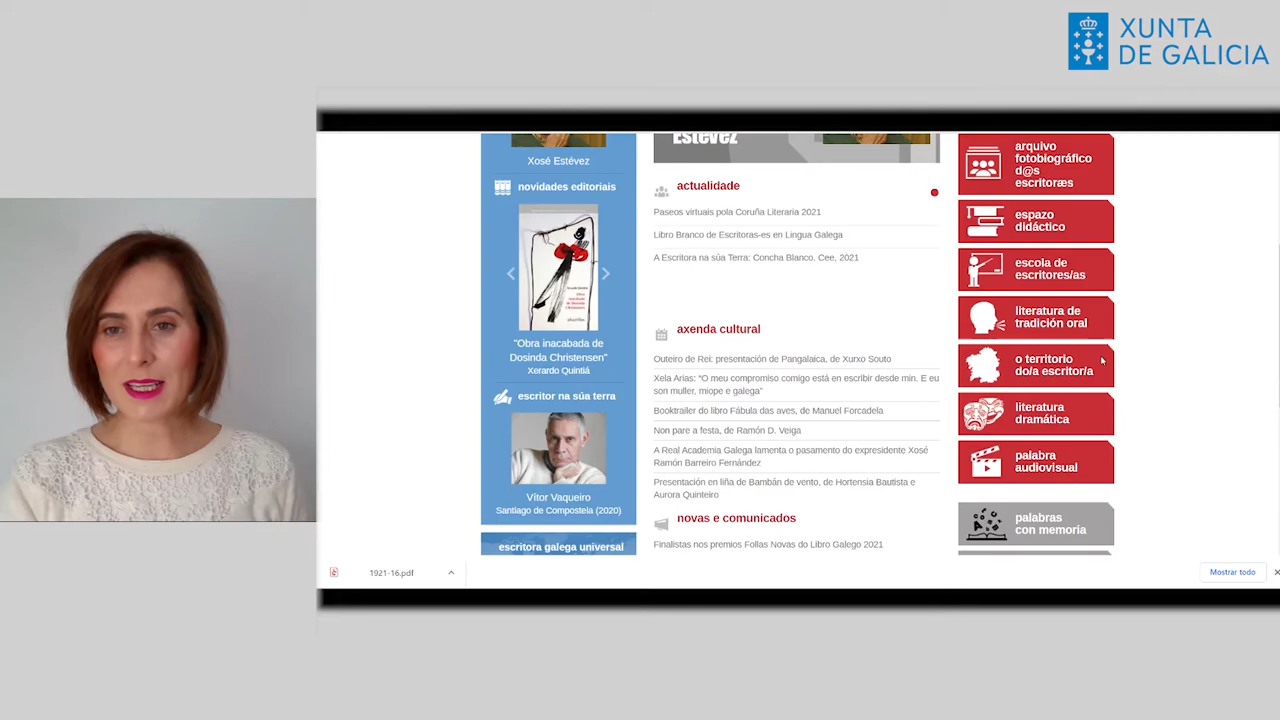 XUNTA
DE GALICIA
Xosé Estévez
novidades editoriais
"Obra inacabada de
Dosinda Christensen"
Xerardo Quintiá
escritor na súa terra
Vítor Vaqueiro
Santiago de Compostela (2020)
escritora galega universal
Estévez
actualidade
Paseos virtuais pola Coruña Literaria 2021
Libro Branco de Escritoras-es en Lingua Galega
A Escritora na súa Terra: Concha Blanco. Cee, 2021
axenda cultural
Outeiro de Rei: presentación de Pangalaica, de Xurxo Souto
Xela Arias: "O meu compromiso comigo está en escribir desde min. E eu
son muller, miope e galega"
Booktrailer do libro Fábula das aves, de Manuel Forcadela
Non pare a festa, de Ramón D. Veiga
A Real Academia Galega lamenta o pasamento do expresidente Xosé
Ramón Barreiro Fernández
Presentación en liña de Bambán de vento, de Hortensia Bautista e
Aurora Quinteiro
novas e comunicados
Finalistas nos premios Follas Novas do Libro Galego 2021
arquivo
fotobiográfico
d@s
escritoræs
espazo
didáctico
escola de
escritores/as
literatura de
tradición oral
o territorio
do/a escritor/a
literatura
dramática
palabra
audiovisual
palabras
con memoria
1921-16.pdf
Mostrar todo